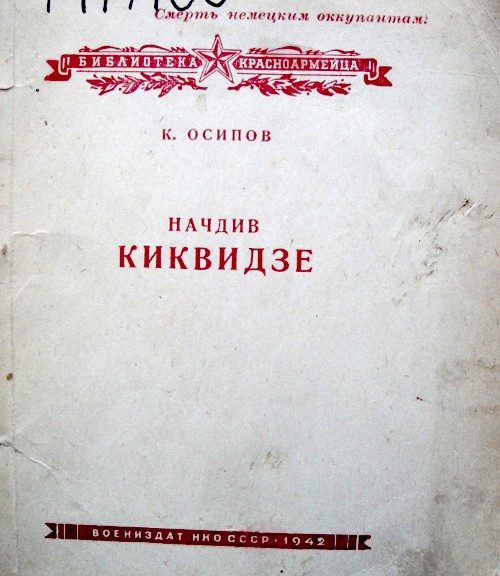 Смерть немецким оккупантам!
БИБЛИОТЕКА КРАСНОАРМЕЙЦА
К. ОСИПОВ
НАЧДИВ
КИКВИДЗЕ
ВОЕНИЗДАТ НКО СССР · 1942